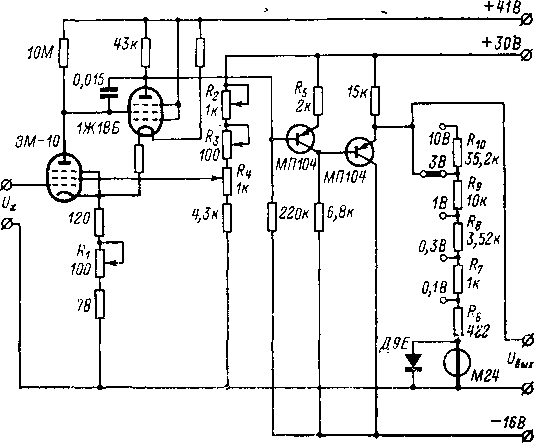 +41В
+30В
10М
43к
0,015
1Ж18Б
ЭМ-10
Uх
120
R1
100
78
R2
1к
R3
100
R4
1к
4,3к
R5
2к
15к
МП104
МП104
220к
6,8к
10В
3В
1В
0,3В
0,1В
R10
35,2к
R9
10к
R8
3,52к
R7
1к
R6
422
Д9Е
М24
Uвых
−16В